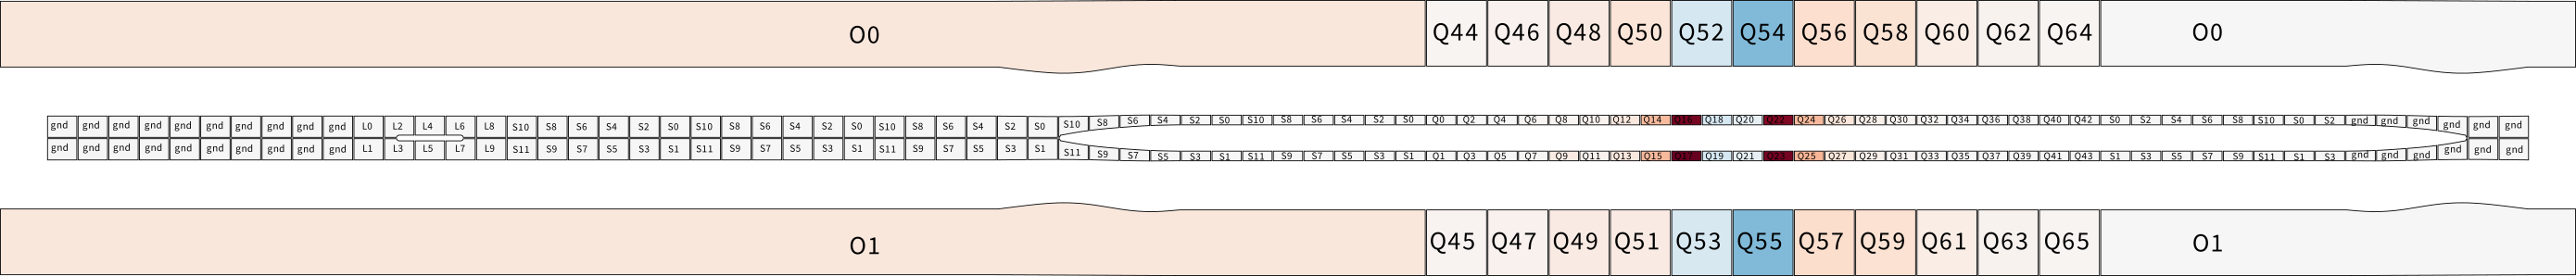 O0 Q44 Q46 Q48 Q50 Q52 Q54 Q56 Q58 Q60 Q62 Q64 O0
gnd gnd gnd gnd gnd gnd gnd gnd gnd gnd L0 L2 L4 L6 L8 S10 S8 S6 S4 S2 S0 S10 S8 S6 S4 S2 S0 S10 S8 S6 S4 S2 S0 S10 S8 S6 S4 S2 S0 S10 S8 S6 S4 S2 S0 Q0 Q2 Q4 Q6 Q8 Q10 Q12 Q14 Q16 Q18 Q20 Q22 Q24 Q26 Q28 Q30 Q32 Q34 Q36 Q38 Q40 Q42 S0 S2 S4 S6 S8 S10 S0 S2 gnd gnd gnd gnd gnd gnd
gnd gnd gnd gnd gnd gnd gnd gnd gnd gnd L1 L3 L5 L7 L9 S11 S9 S7 S5 S3 S1 S11 S9 S7 S5 S3 S1 S11 S9 S7 S5 S3 S1 S11 S9 S7 S5 S3 S1 S11 S9 S7 S5 S3 S1 Q1 Q3 Q5 Q7 Q9 Q11 Q13 Q15 Q17 Q19 Q21 Q23 Q25 Q27 Q29 Q31 Q33 Q35 Q37 Q39 Q41 Q43 S1 S3 S5 S7 S9 S11 S1 S3 gnd gnd gnd gnd gnd gnd
O1 Q45 Q47 Q49 Q51 Q53 Q55 Q57 Q59 Q61 Q63 Q65 O1